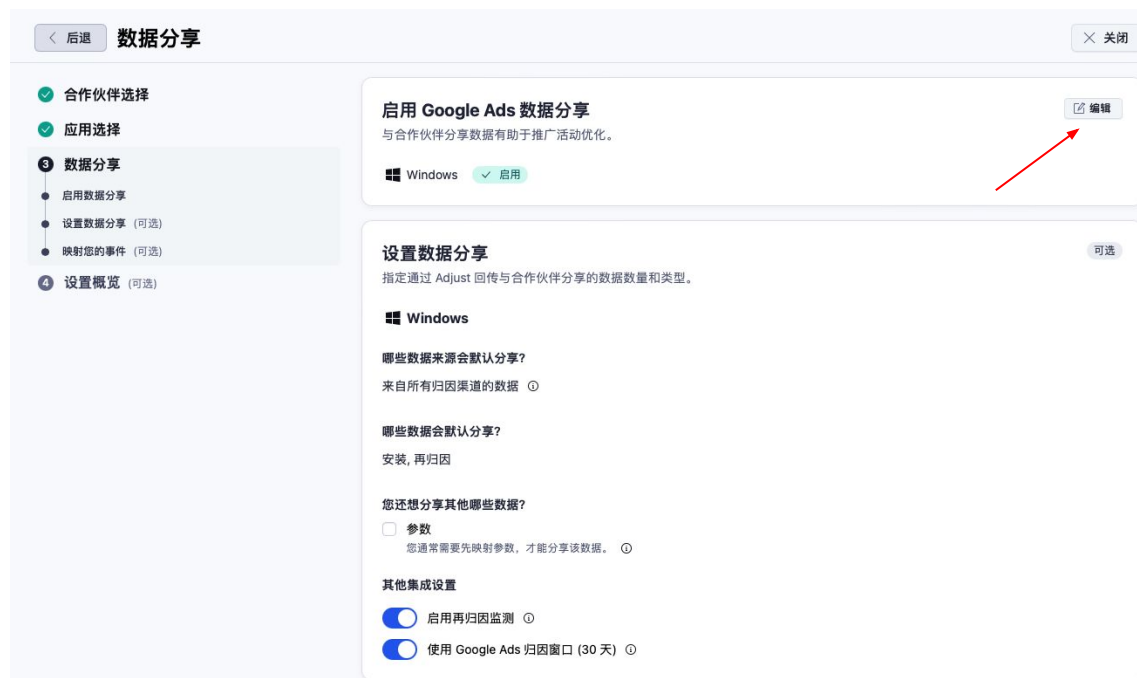 后退
数据分享
关闭
合作伙伴选择
应用选择
3 数据分享
启用数据分享
设置数据分享 (可选)
映射您的事件 (可选)
4 设置概览 (可选)
启用 Google Ads 数据分享
编辑
与合作伙伴分享数据有助于推广活动优化。
Windows 启用
设置数据分享
可选
指定通过 Adjust 回传与合作伙伴分享的数据数量和类型。
Windows
哪些数据来源会默认分享?
来自所有归因渠道的数据
哪些数据会默认分享?
安装, 再归因
您还想分享其他哪些数据?
参数
您通常需要先映射参数，才能分享该数据。
其他集成设置
启用再归因监测
使用 Google Ads 归因窗口 (30 天)